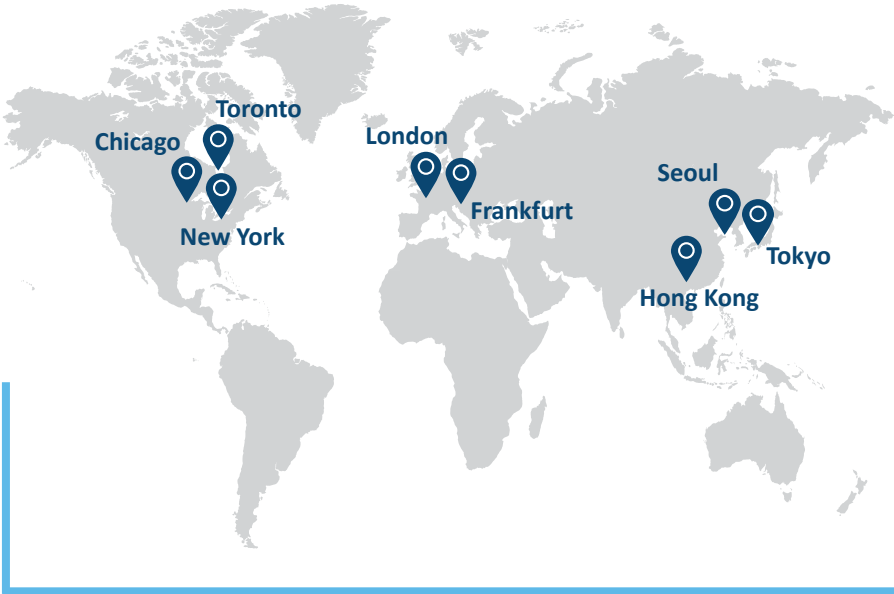 Toronto
Chicago
London
Seoul
Frankfurt
New York
Tokyo
Hong Kong